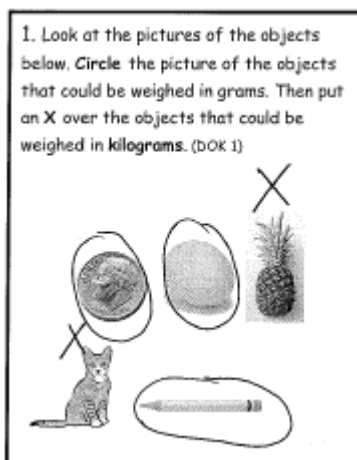 1. Look at the pictures of the objects
below. Circle the picture of the objects
that could be weighed in grams. Then put
an X over the objects that could be
weighed in kilograms. (DOK 1)
X
X